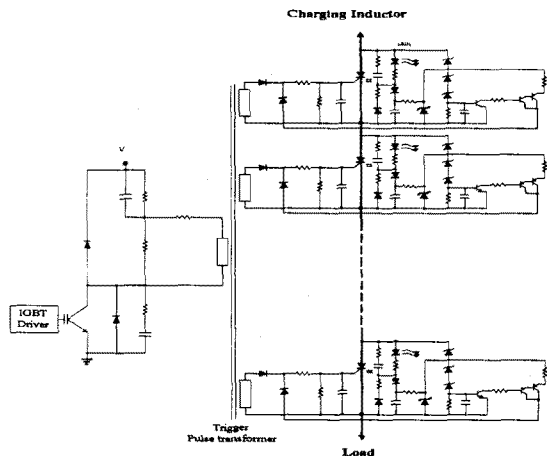 Charging Inductor
V
IGBT
Driver
Trigger
Pulse transformer
Load